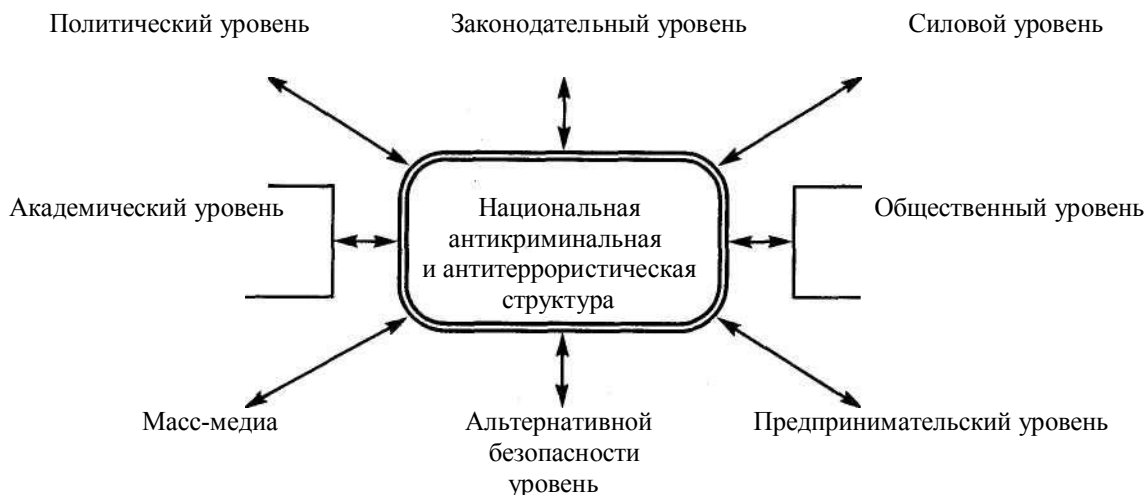 Политический уровень
Законодательный уровень
Силовой уровень
Академический уровень
Национальная
антикриминальная
и антитеррористическая
структура
Общественный уровень
Масс-медиа
Альтернативной
безопасности
уровень
Предпринимательский уровень